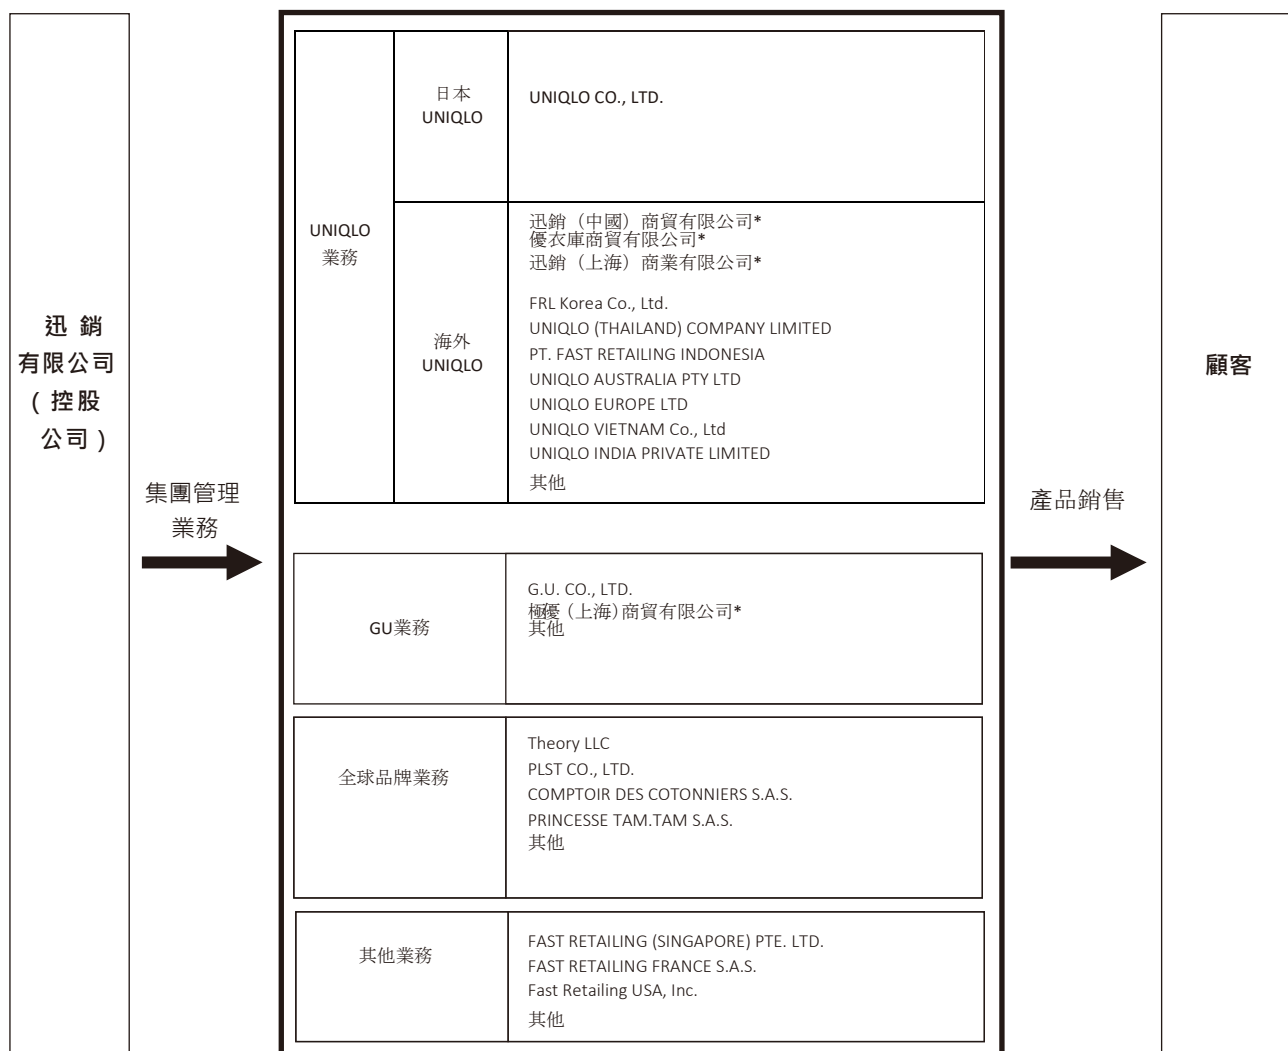 迅 銷
有限公司
( 控股
公司 )
集團管理
業務
UNIQLO
業務
日本
UNIQLO
UNIQLO CO., LTD.
海外
UNIQLO
迅銷（中國）商貿有限公司*
優衣庫商貿有限公司*
迅銷（上海）商業有限公司*
FRL Korea Co., Ltd.
UNIQLO (THAILAND) COMPANY LIMITED
PT. FAST RETAILING INDONESIA
UNIQLO AUSTRALIA PTY LTD
UNIQLO EUROPE LTD
UNIQLO VIETNAM Co., Ltd
UNIQLO INDIA PRIVATE LIMITED
其他
GU業務
G.U. CO., LTD.
極優（上海）商貿有限公司*
其他
全球品牌業務
Theory LLC
PLST CO., LTD.
COMPTOIR DES COTONNIERS S.A.S.
PRINCESSE TAM.TAM S.A.S.
其他
其他業務
FAST RETAILING (SINGAPORE) PTE. LTD.
FAST RETAILING FRANCE S.A.S.
Fast Retailing USA, Inc.
其他
產品銷售
顧客